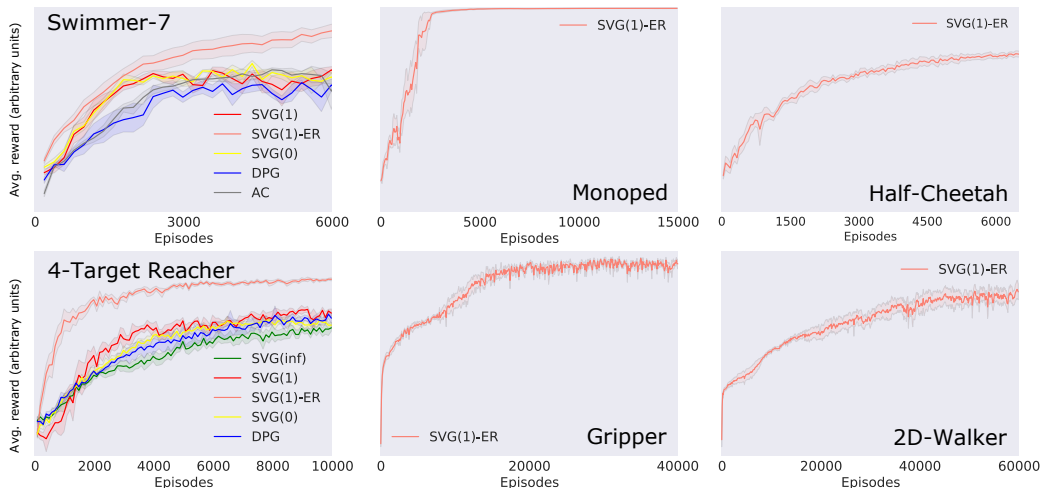 Avg. reward (arbitrary units)
Swimmer-7
SVG(1)
SVG(1)-ER
SVG(0)
DPG
AC
0 3000 6000
Episodes
SVG(1)-ER
Monoped
0 5000 10000 15000
Episodes
SVG(1)-ER
Half-Cheetah
0 1500 3000 4500 6000
Episodes
Avg. reward (arbitrary units)
4-Target Reacher
SVG(inf)
SVG(1)
SVG(1)-ER
SVG(0)
DPG
0 2000 4000 6000 8000 10000
Episodes
SVG(1)-ER
Gripper
0 20000 40000
Episodes
SVG(1)-ER
2D-Walker
0 20000 40000 60000
Episodes